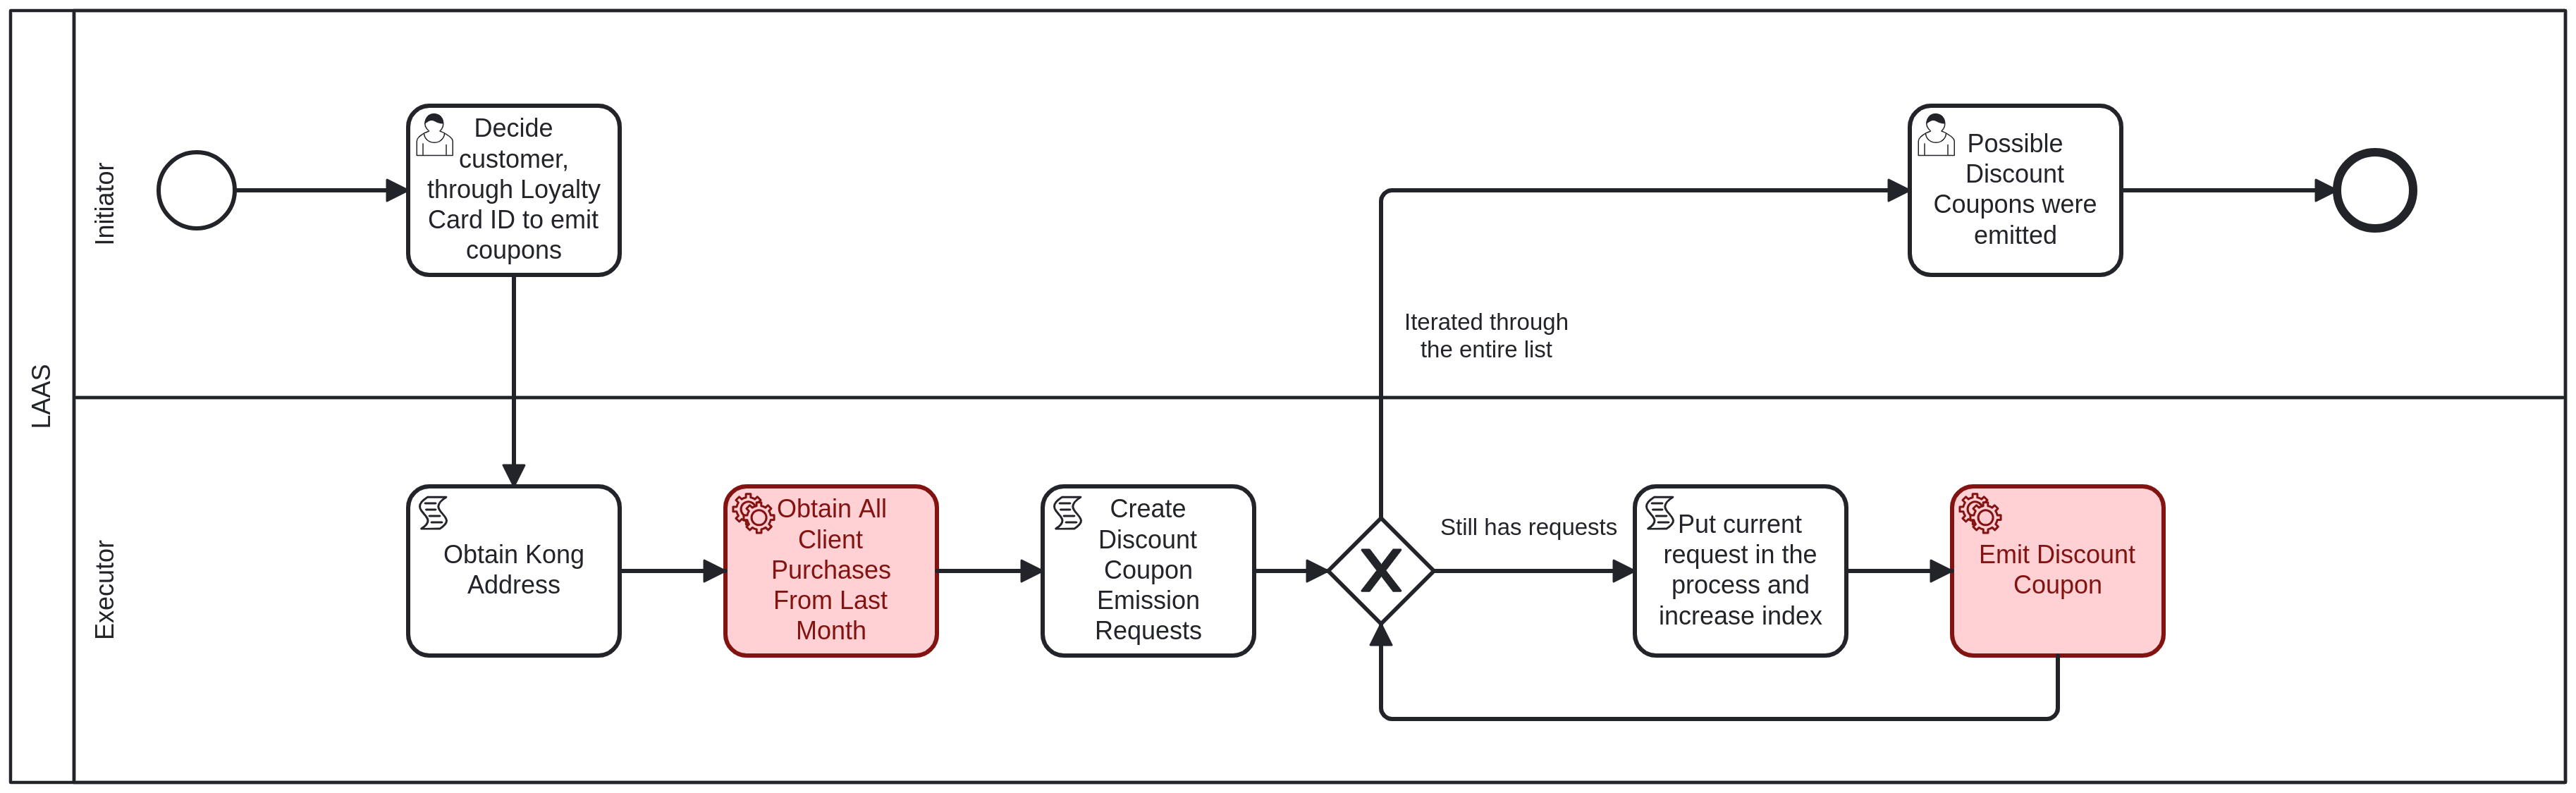 LAAS
Initiator
Decide
customer,
through Loyalty
Card ID to emit
coupons
Possible
Discount
Coupons were
emitted
Iterated through
the entire list
Executor
Obtain Kong
Address
Obtain All
Client
Purchases
From Last
Month
Create
Discount
Coupon
Emission
Requests
X
Still has requests
Put current
request in the
process and
increase index
Emit Discount
Coupon